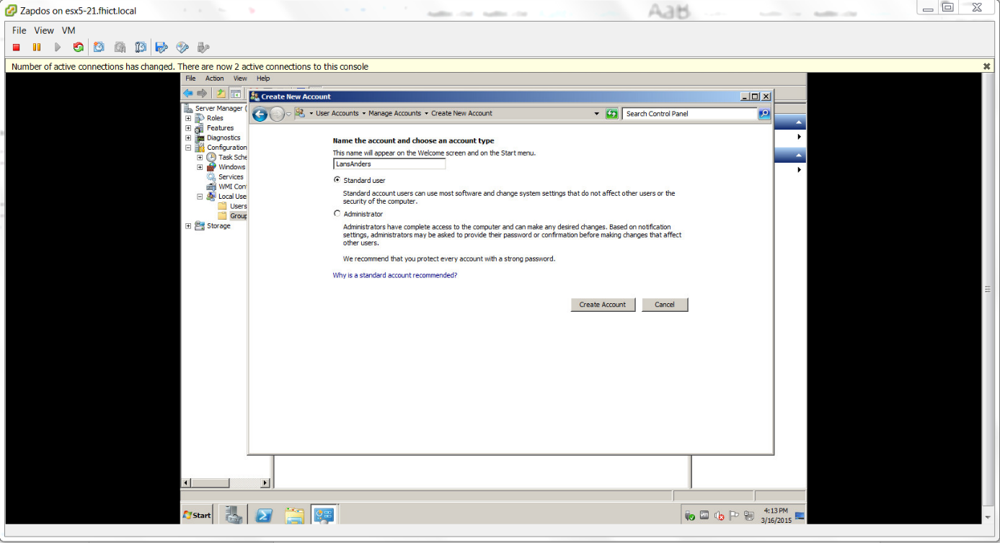 Zapdos on esx5-21.fhict.local
File View VM
Number of active connections has changed. There are now 2 active connections to this console
File Action View Help
Create New Account
User Accounts Manage Accounts Create New Account
Search Control Panel
Server Manager (
Roles
Features
Diagnostics
Configuration
Task Sche
Windows
Services
WMI Con
Local Use
Users
Group
Storage
Name the account and choose an account type
This name will appear on the Welcome screen and on the Start menu.
LansAnders
Standard user
Standard account users can use most software and change system settings that do not affect other users or the
security of the computer.
Administrator
Administrators have complete access to the computer and can make any desired changes. Based on notification
settings, administrators may be asked to provide their password or confirmation before making changes that affect
other users.
We recommend that you protect every account with a strong password.
Why is a standard account recommended?
Create Account Cancel
Start
4:13 PM
3/16/2015